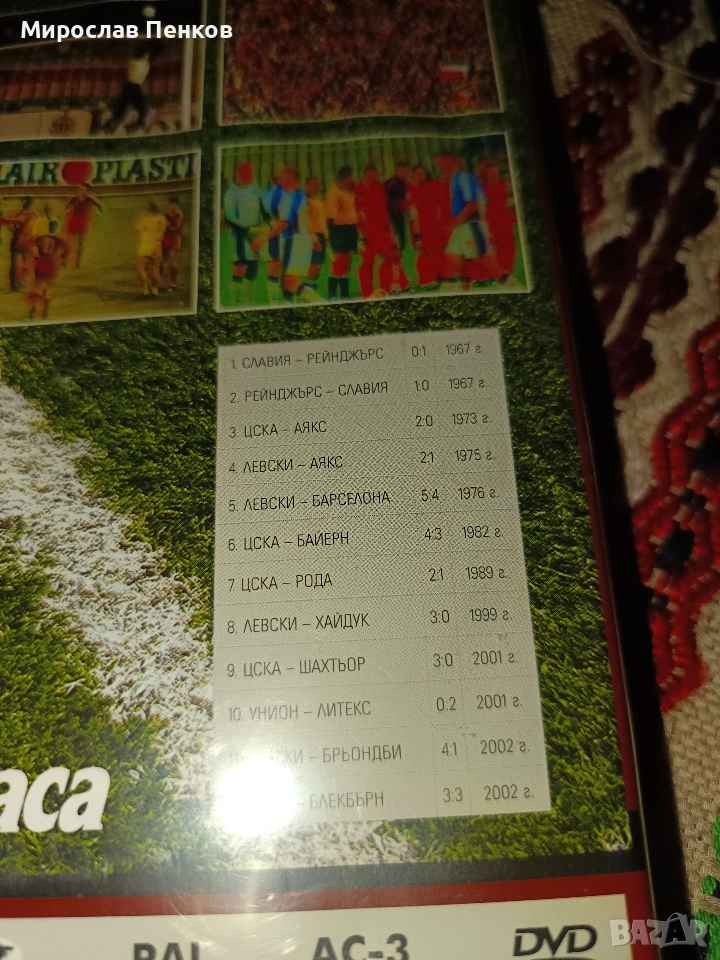 Мирослав Пенков
LAIK PIASTI
1. СЛАВИЯ – РЕЙНДЖЪРС 0:1 1967 г.
2. РЕЙНДЖЪРС – СЛАВИЯ 1:0 1967 г.
3. ЦСКА – АЯКС 2:0 1973 г.
4. ЛЕВСКИ – АЯКС 2:1 1975 г.
5. ЛЕВСКИ – БАРСЕЛОНА 5:4 1976 г.
6. ЦСКА – БАЙЕРН 4:3 1982 г.
7. ЦСКА – РОДА 2:1 1989 г.
8. ЛЕВСКИ – ХАЙДУК 3:0 1999 г.
9. ЦСКА – ШАХТЬОР 3:0 2001 г.
10. УНИОН – ЛИТЕКС 0:2 2001 г.
– БРЬОНДБИ 4:1 2002 г.
– БЛЕКБЪРН 3:3 2002 г.
аса
PAL AC-3 DVD
BAZAR